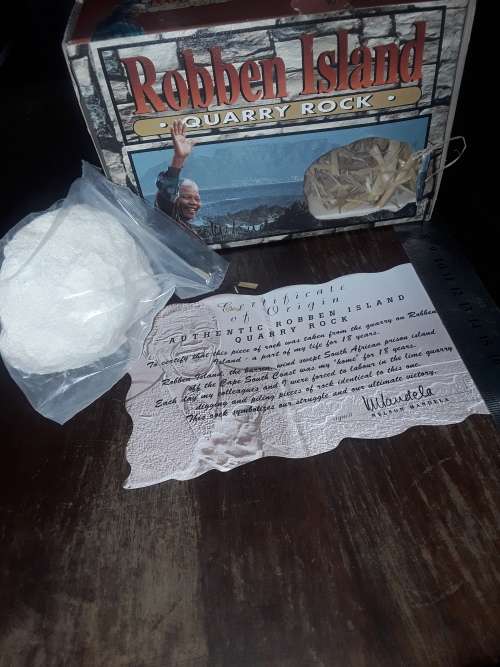 Robben Island
• QUARRY ROCK •
Certificate
of Origin
AUTHENTIC ROBBEN ISLAND
QUARRY ROCK
To certify that this piece of rock was taken from the quarry on Robben
Island - a part of my life for 18 years.
Robben Island, the barren, wind swept South African prison island
off the Cape South Coast was my "home" for 18 years.
Each day my colleagues and I were forced to labour in the lime quarry
digging and piling pieces of rock identical to this one.
This rock symbolizes our struggle and our ultimate victory.
NMandela
NELSON MANDELA